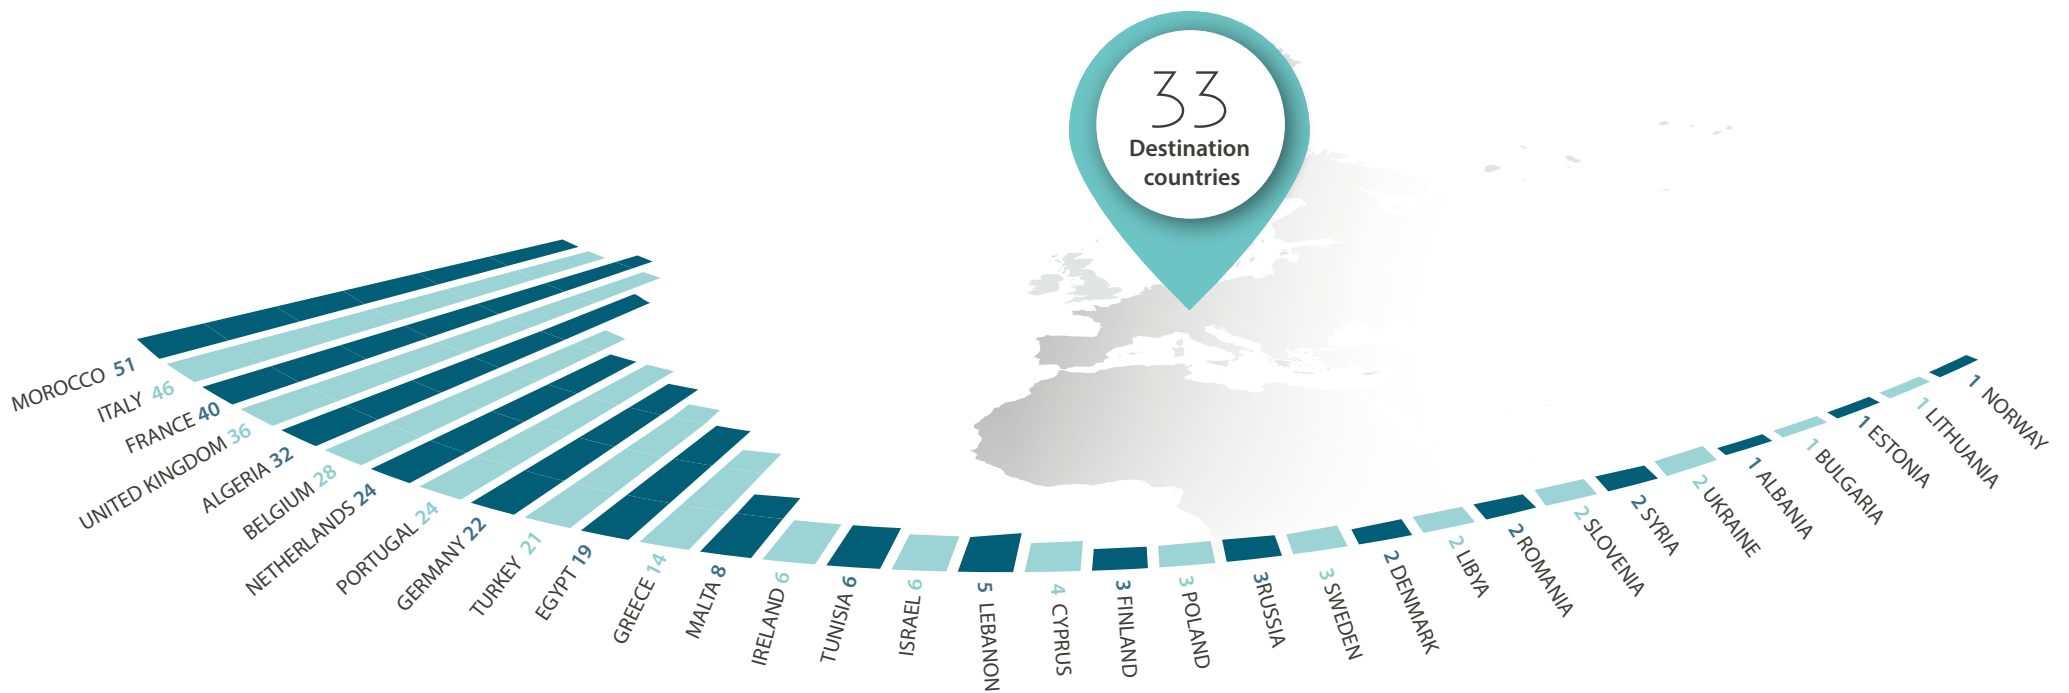 33
Destination
countries
MOROCCO 51
ITALY 46
FRANCE 40
UNITED KINGDOM 36
ALGERIA 32
BELGIUM 28
NETHERLANDS 24
PORTUGAL 24
GERMANY 22
TURKEY 21
EGYPT 19
GREECE 14
MALTA 8
IRELAND 6
TUNISIA 6
ISRAEL 6
5 LEBANON
4 CYPRUS
3 FINLAND
3 POLAND
3RUSSIA
3 SWEDEN
2 DENMARK
2 LIBYA
2 ROMANIA
2 SLOVENIA
2 SYRIA
2 UKRAINE
1 ALBANIA
1 BULGARIA
1 ESTONIA
1 LITHUANIA
1 NORWAY